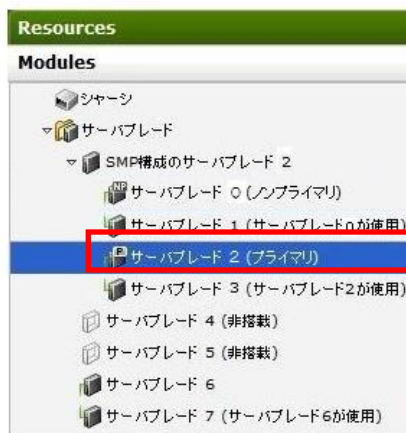 Resources
Modules
シャーシ
サーバブレード
SMP構成のサーバブレード 2
サーバブレード 0 (ノンプライマリ)
サーバブレード 1 (サーバブレード0が使用)
サーバブレード 2 (プライマリ)
サーバブレード 3 (サーバブレード2が使用)
サーバブレード 4 (非搭載)
サーバブレード 5 (非搭載)
サーバブレード 6
サーバブレード 7 (サーバブレード6が使用)